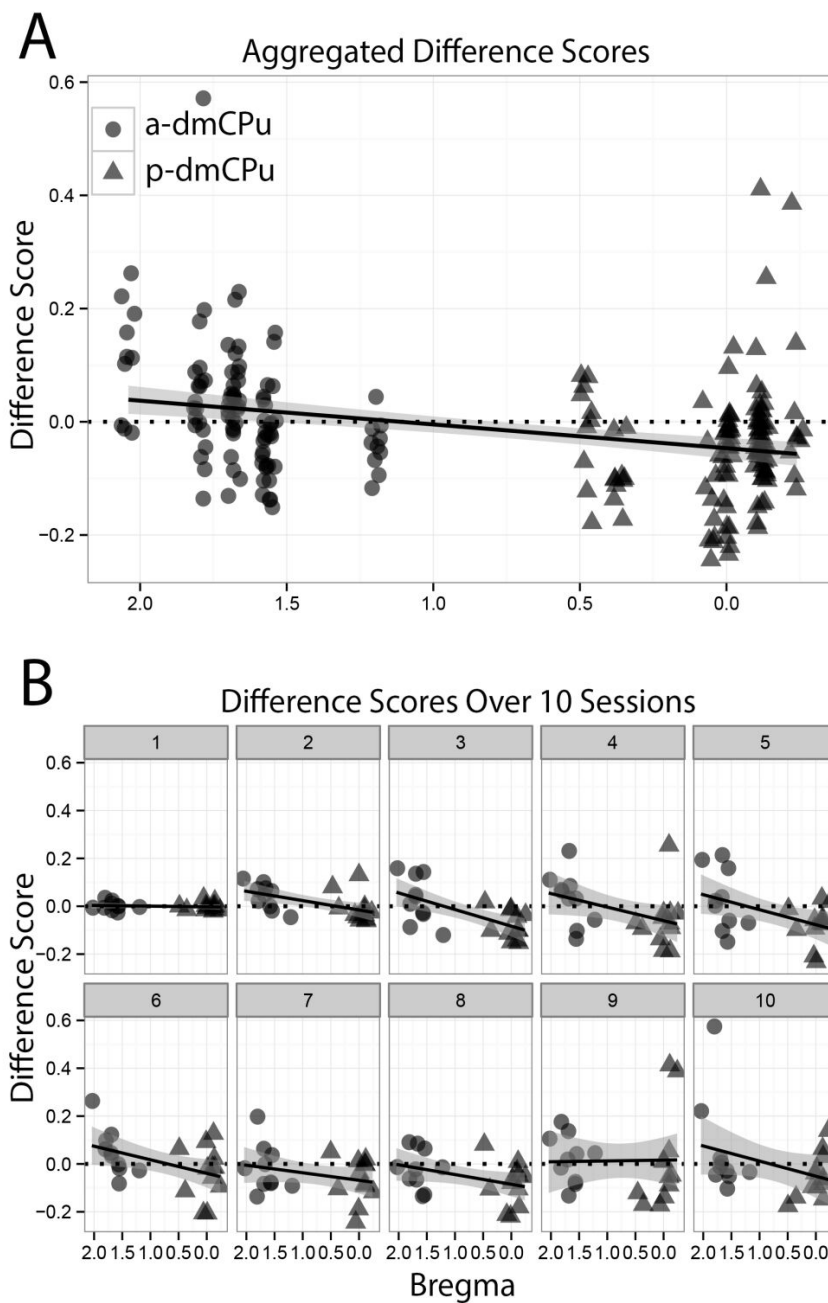 A
Aggregated Difference Scores
0.6
a-dmCPu
p-dmCPu
0.4
0.2
0.0
−0.2
Difference Score
2.0 1.5 1.0 0.5 0.0
B
Difference Scores Over 10 Sessions
1 2 3 4 5
0.6
0.4
0.2
0.0
−0.2
6 7 8 9 10
0.6
0.4
0.2
0.0
−0.2
Difference Score
2.0 1.5 1.0 0.5 0.0 2.0 1.5 1.0 0.5 0.0 2.0 1.5 1.0 0.5 0.0 2.0 1.5 1.0 0.5 0.0 2.0 1.5 1.0 0.5 0.0
Bregma